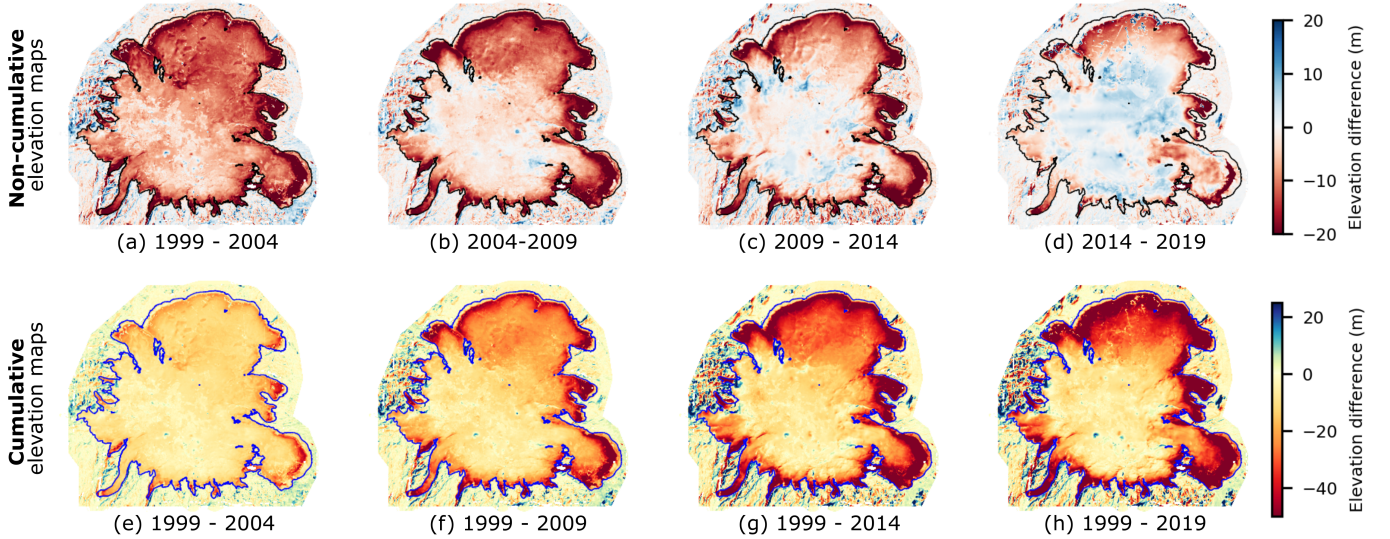 Non-cumulative
elevation maps
(a) 1999 - 2004
(b) 2004-2009
(c) 2009 - 2014
(d) 2014 - 2019
20
10
0
−10
−20
Elevation difference (m)
Cumulative
elevation maps
(e) 1999 - 2004
(f) 1999 - 2009
(g) 1999 - 2014
(h) 1999 - 2019
20
0
−20
−40
Elevation difference (m)